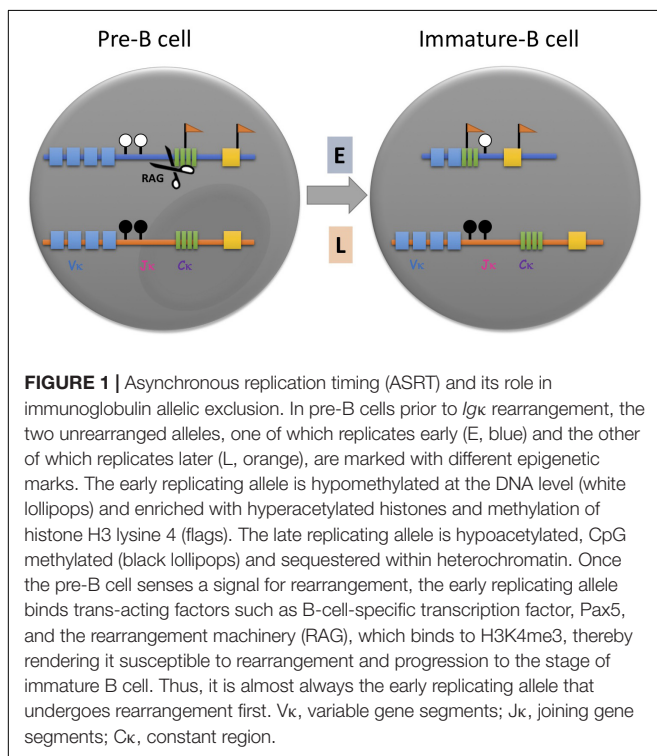 Pre-B cell Immature-B cell
E
RAG
L
Vκ Jκ Cκ Vκ Jκ Cκ
FIGURE 1 | Asynchronous replication timing (ASRT) and its role in
immunoglobulin allelic exclusion. In pre-B cells prior to Igκ rearrangement, the
two unrearranged alleles, one of which replicates early (E, blue) and the other
of which replicates later (L, orange), are marked with different epigenetic
marks. The early replicating allele is hypomethylated at the DNA level (white
lollipops) and enriched with hyperacetylated histones and methylation of
histone H3 lysine 4 (flags). The late replicating allele is hypoacetylated, CpG
methylated (black lollipops) and sequestered within heterochromatin. Once
the pre-B cell senses a signal for rearrangement, the early replicating allele
binds trans-acting factors such as B-cell-specific transcription factor, Pax5,
and the rearrangement machinery (RAG), which binds to H3K4me3, thereby
rendering it susceptible to rearrangement and progression to the stage of
immature B cell. Thus, it is almost always the early replicating allele that
undergoes rearrangement first. Vκ, variable gene segments; Jκ, joining gene
segments; Cκ, constant region.